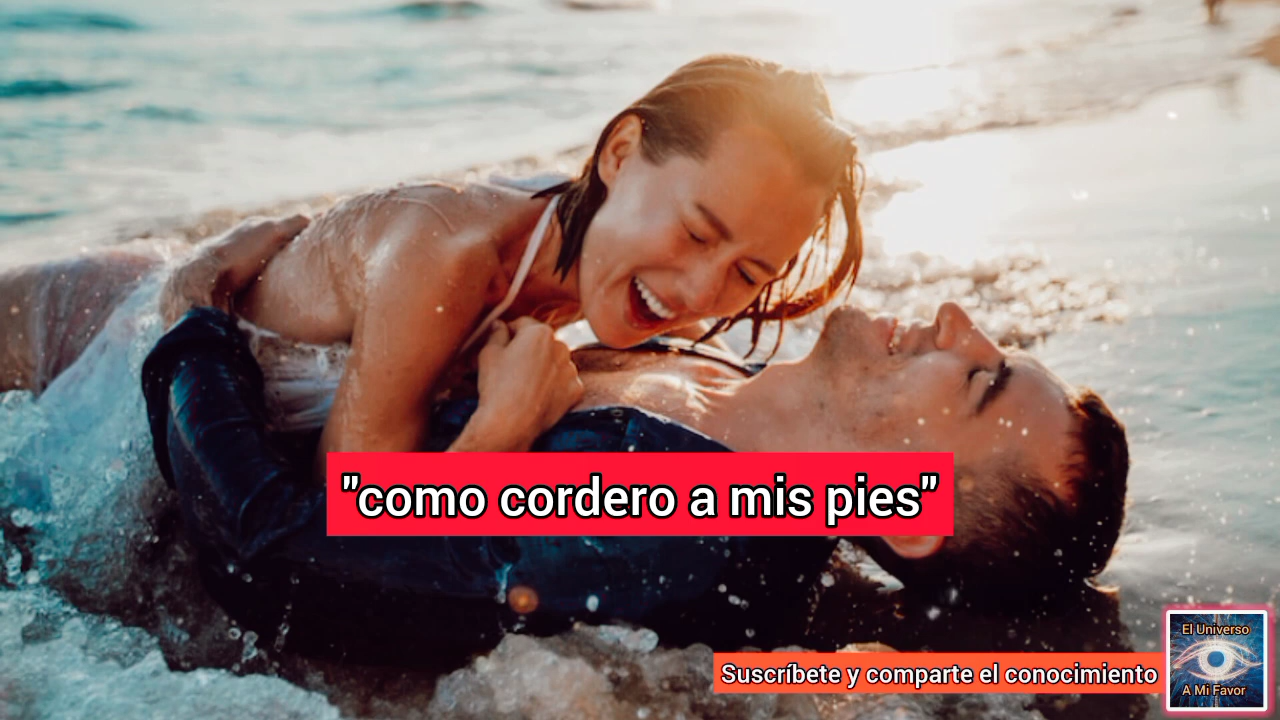 "como cordero a mis pies"
Suscríbete y comparte el conocimiento
El Universo
A Mi Favor